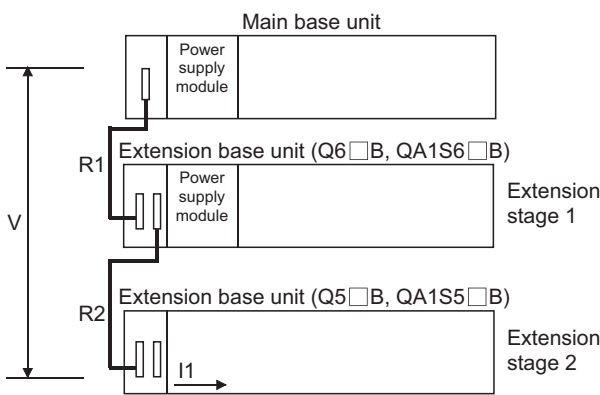 Main base unit
Power
supply
module
R1
Extension base unit (Q6□B, QA1S6□B)
Power
supply
module
Extension
stage 1
V
Extension base unit (Q5□B, QA1S5□B)
R2
I1
Extension
stage 2